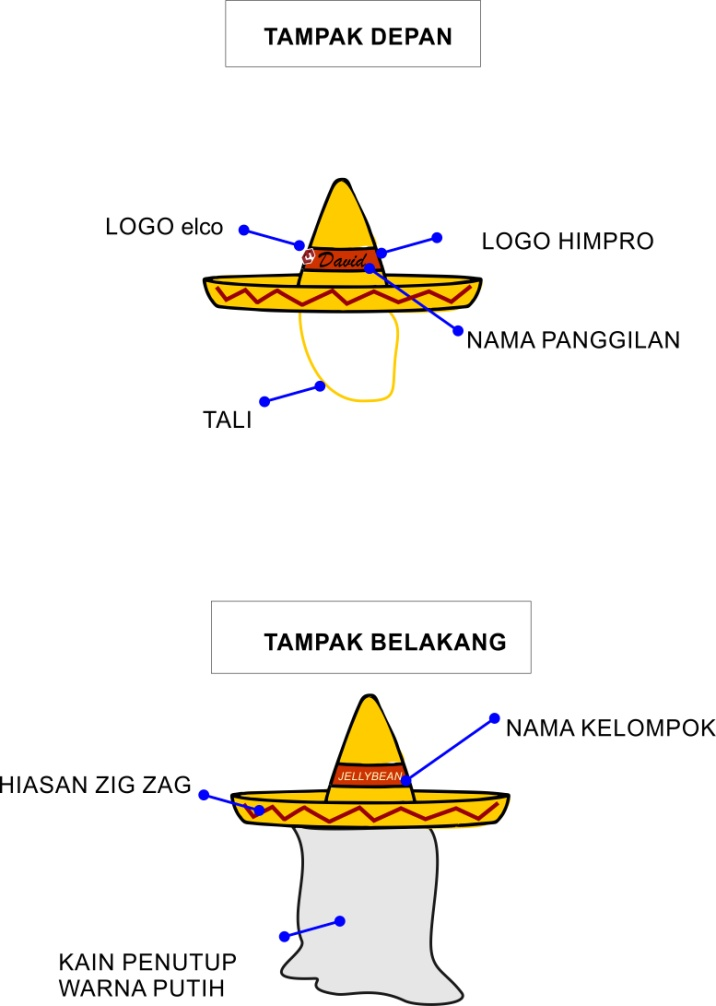 TAMPAK DEPAN
LOGO elco
LOGO HIMPRO
David
NAMA PANGGILAN
TALI
TAMPAK BELAKANG
NAMA KELOMPOK
JELLYBEAN
HIASAN ZIG ZAG
KAIN PENUTUP
WARNA PUTIH